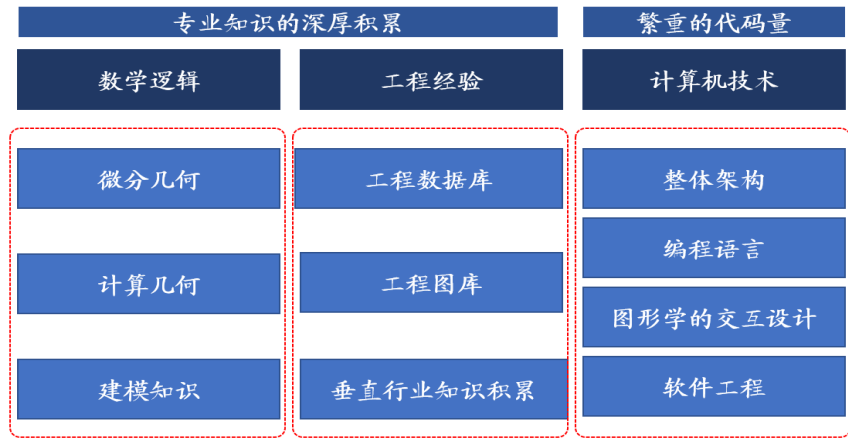 专业知识的深厚积累
繁重的代码量
数学逻辑
工程经验
计算机技术
微分几何
计算几何
建模知识
工程数据库
工程图库
垂直行业知识积累
整体架构
编程语言
图形学的交互设计
软件工程